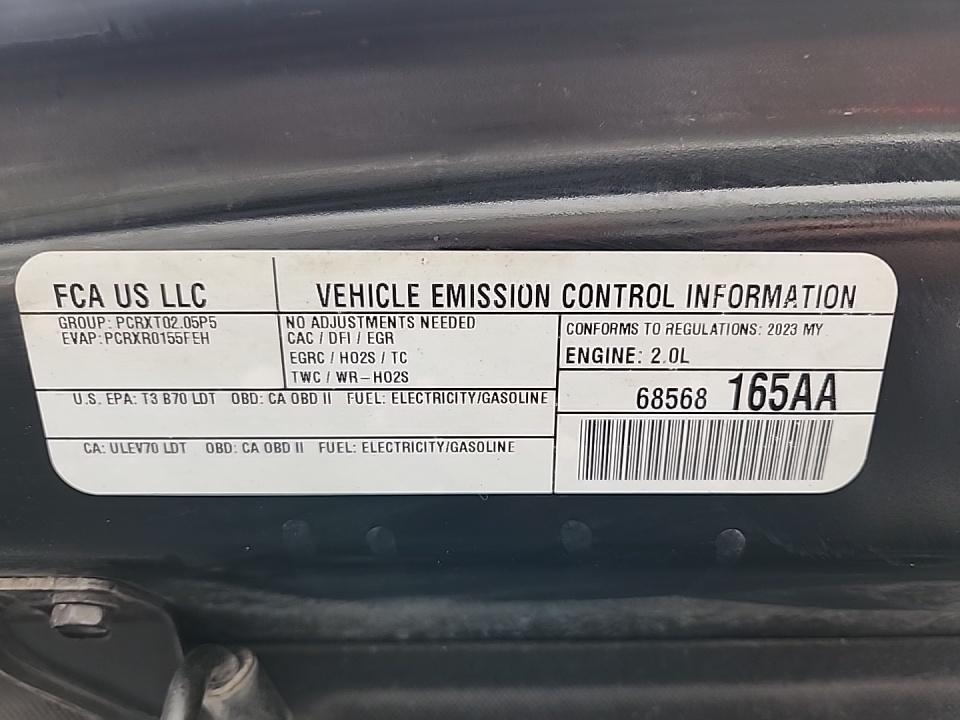 FCA US LLC
VEHICLE EMISSION CONTROL INFORMATION
GROUP: PCRXT02.05P5
EVAP: PCRXR0155FEH
NO ADJUSTMENTS NEEDED
CAC / DFI / EGR
EGRC / HO2S / TC
TWC / WR-HO2S
CONFORMS TO REGULATIONS: 2023 MY
ENGINE: 2.0L
68568 165AA
U.S. EPA: T3 B70 LDT OBD: CA OBD II FUEL: ELECTRICITY/GASOLINE
CA: ULEV70 LDT OBD: CA OBD II FUEL: ELECTRICITY/GASOLINE